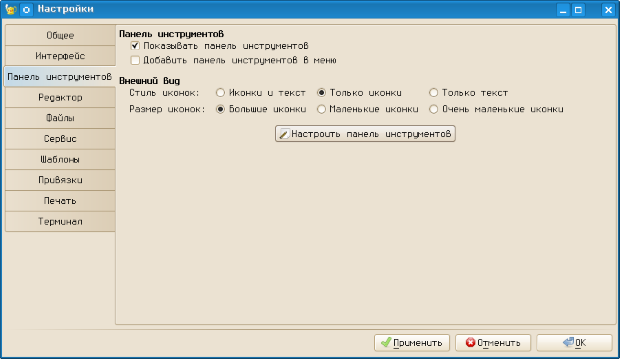 Настройки
Общее
Интерфейс
Панель инструментов
Редактор
Файлы
Сервис
Шаблоны
Привязки
Печать
Терминал
Панель инструментов
Показывать панель инструментов
Добавить панель инструментов в меню
Внешний вид
Стиль иконок: Иконки и текст Только иконки Только текст
Размер иконок: Большие иконки Маленькие иконки Очень маленькие иконки
Настроить панель инструментов
Применить Отменить OK